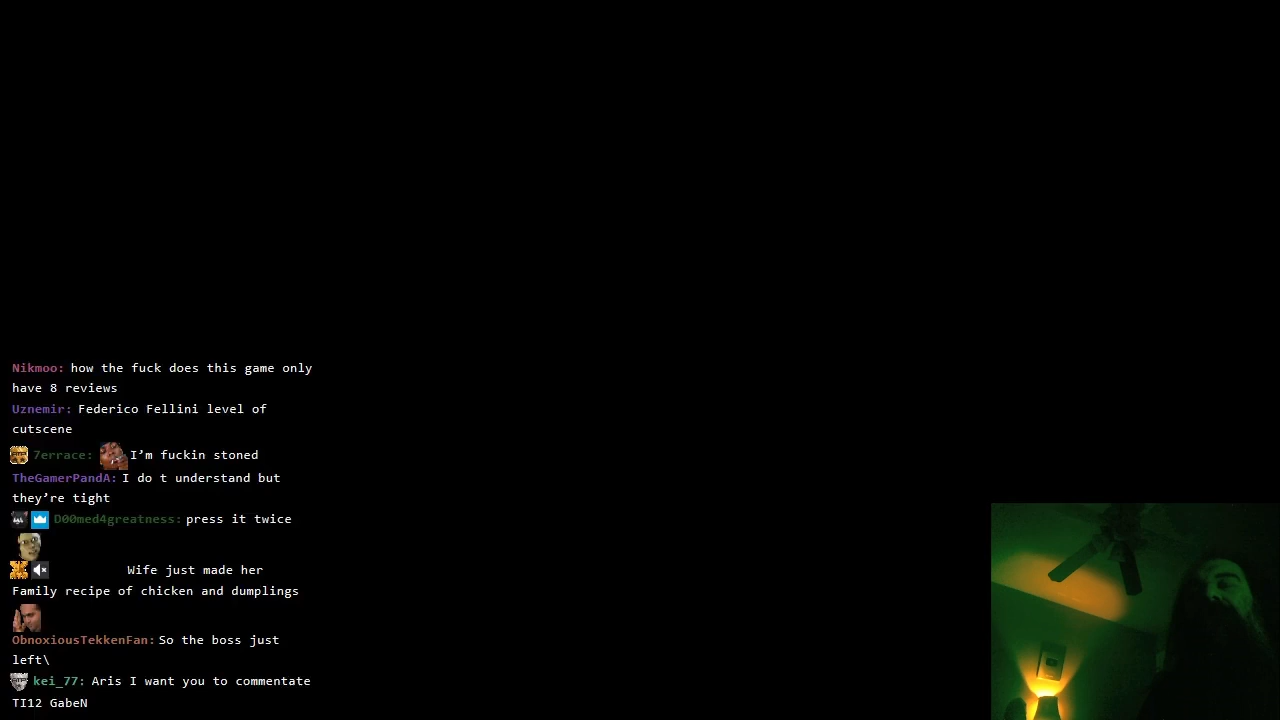 Nikmoo: how the fuck does this game only
have 8 reviews
Uznemir: Federico Fellini level of
cutscene
7errace: I’m fuckin stoned
TheGamerPandA: I do t understand but
they’re tight
D00med4greatness: press it twice
Wife just made her
Family recipe of chicken and dumplings
ObnoxiousTekkenFan: So the boss just
left\
kei_77: Aris I want you to commentate
TI12 GabeN